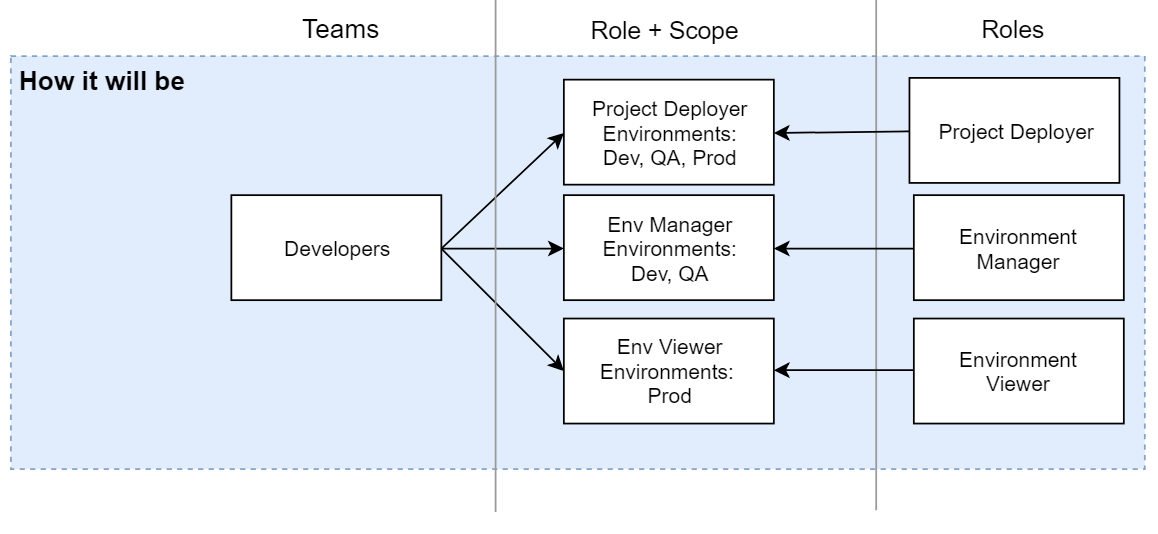 Teams
Role + Scope
Roles
How it will be
Developers
Project Deployer
Environments:
Dev, QA, Prod
Env Manager
Environments:
Dev, QA
Env Viewer
Environments:
Prod
Project Deployer
Environment
Manager
Environment
Viewer